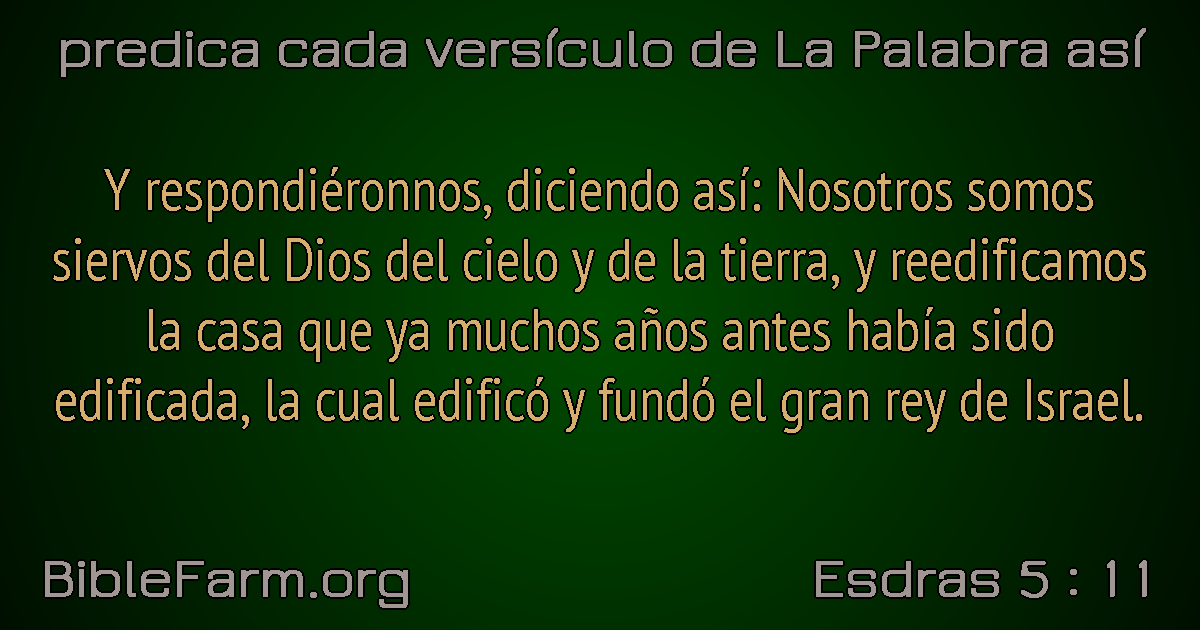 predica cada versículo de La Palabra así
Y respondiéronnos, diciendo así: Nosotros somos
siervos del Dios del cielo y de la tierra, y reedificamos
la casa que ya muchos años antes había sido
edificada, la cual edificó y fundó el gran rey de Israel.
BibleFarm.org
Esdras 5 : 11